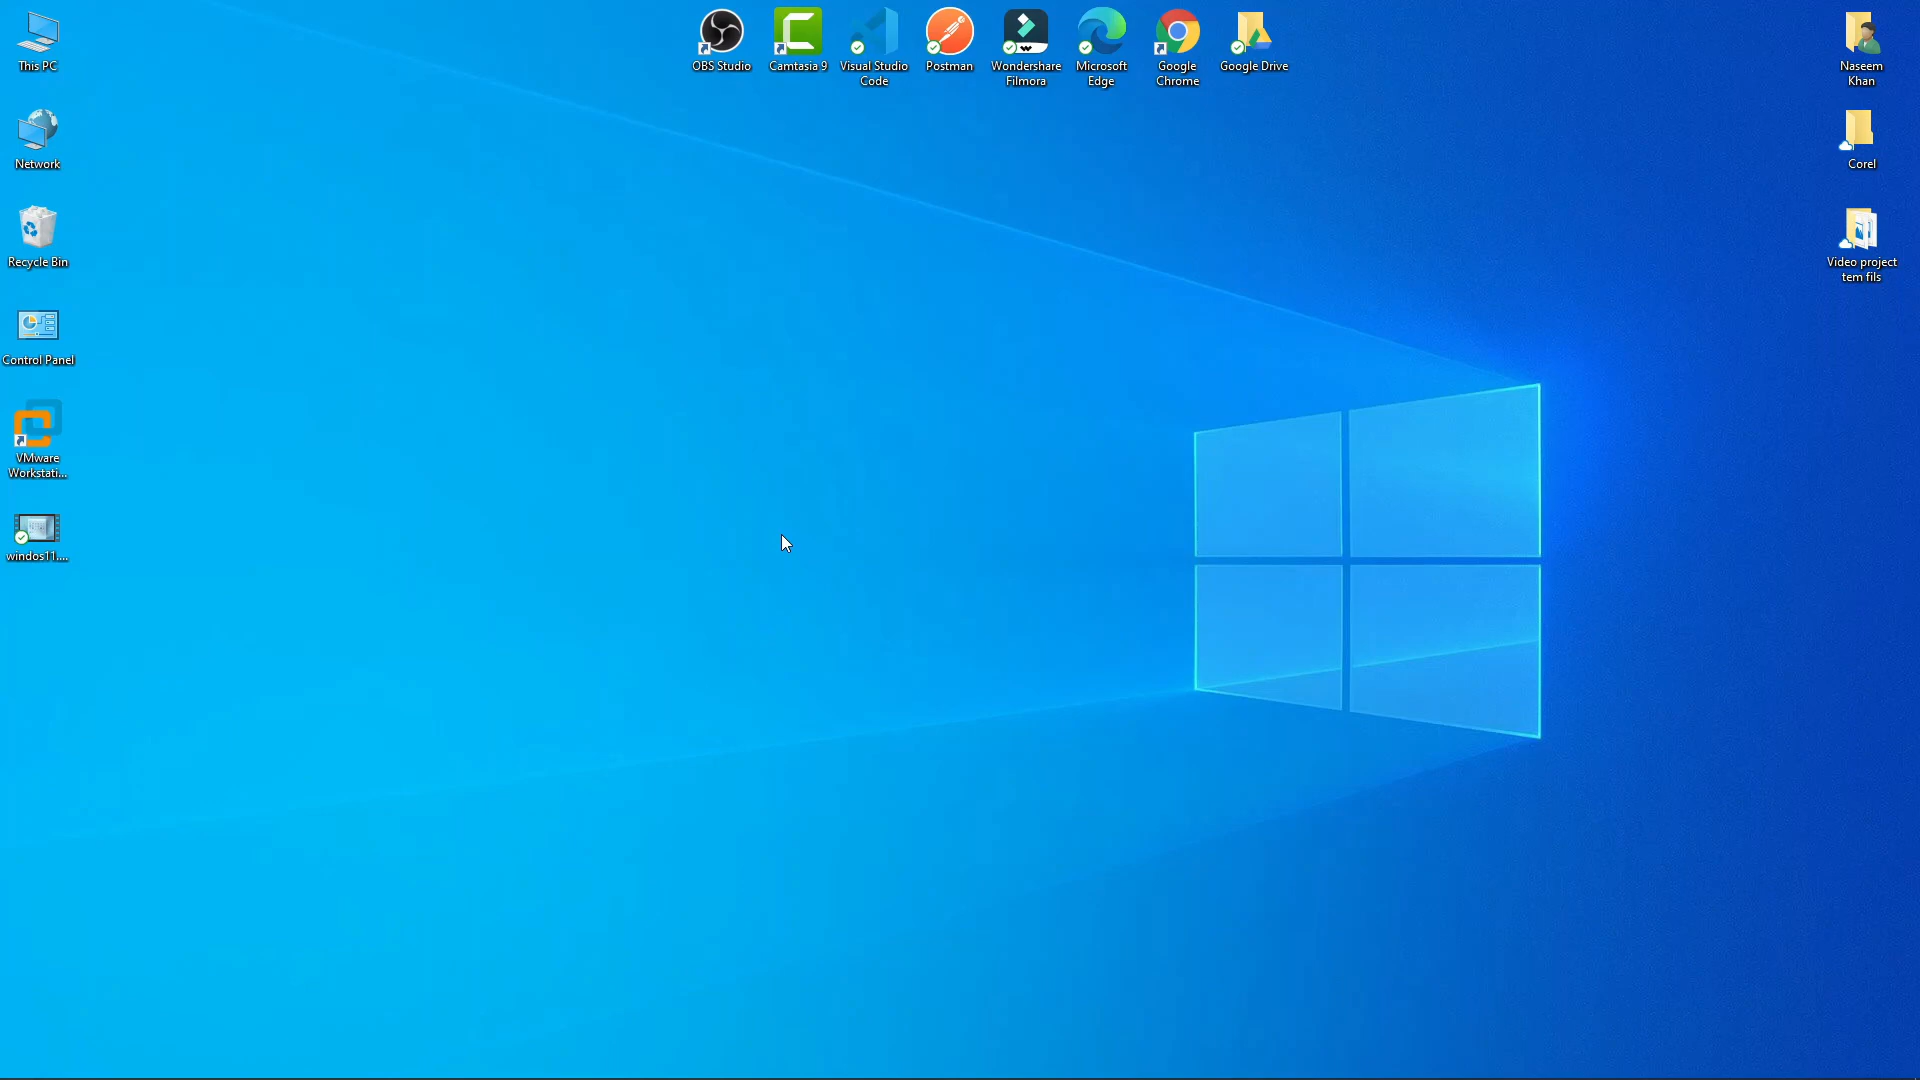 This PC
Network
Recycle Bin
Control Panel
VMware
Workstati...
windos11....
OBS Studio
Camtasia 9
Visual Studio
Code
Postman
Wondershare
Filmora
Microsoft
Edge
Google
Chrome
Google Drive
Naseem
Khan
Corel
Video project
tem fils